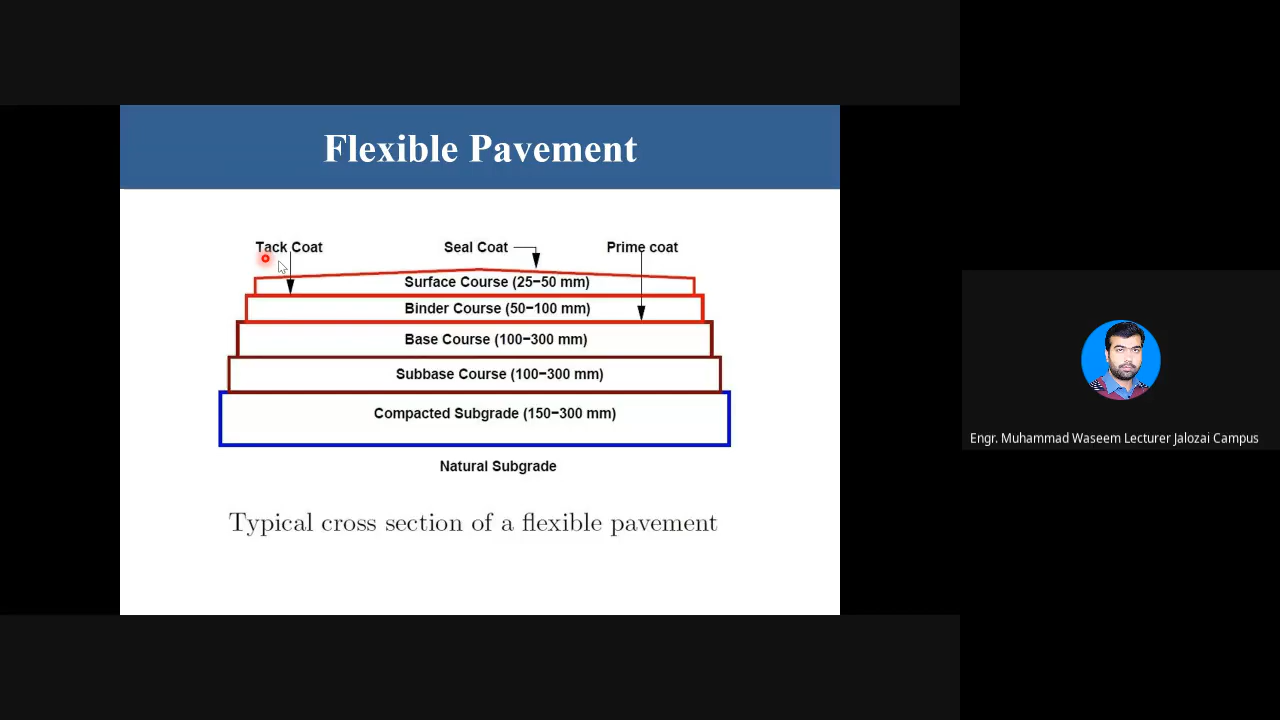 Flexible Pavement
Tack Coat
Seal Coat
Prime coat
Surface Course (25-50 mm)
Binder Course (50-100 mm)
Base Course (100-300 mm)
Subbase Course (100-300 mm)
Compacted Subgrade (150-300 mm)
Natural Subgrade
Typical cross section of a flexible pavement
Engr. Muhammad Waseem Lecturer Jalozai Campus